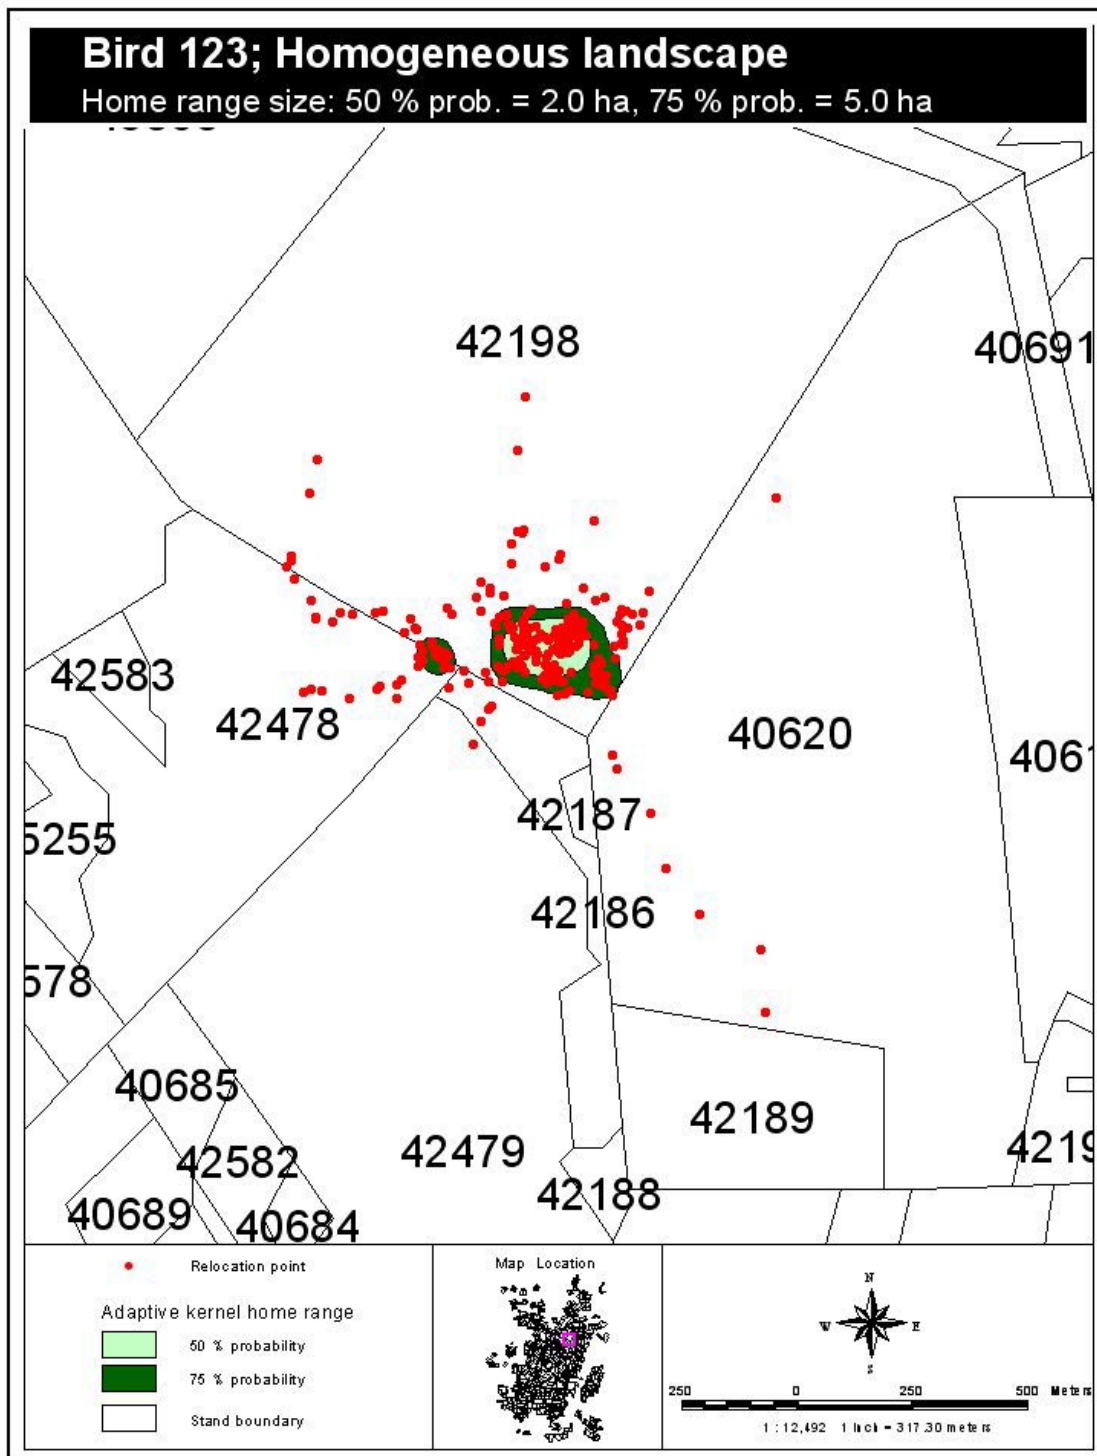 Bird 123; Homogeneous landscape
Home range size: 50 % prob. = 2.0 ha, 75 % prob. = 5.0 ha
42198
40691
42583
42478
40620
4061
42187
5255
42186
578
40685
42189
42479
4219
42582
42188
40689
40684
Relocation point
Adaptive kernel home range
50 % probability
75 % probability
Stand boundary
Map Location
N
W
E
S
250 0 250 500 Meters
1 : 12,492 1 Inch = 317.30 meters